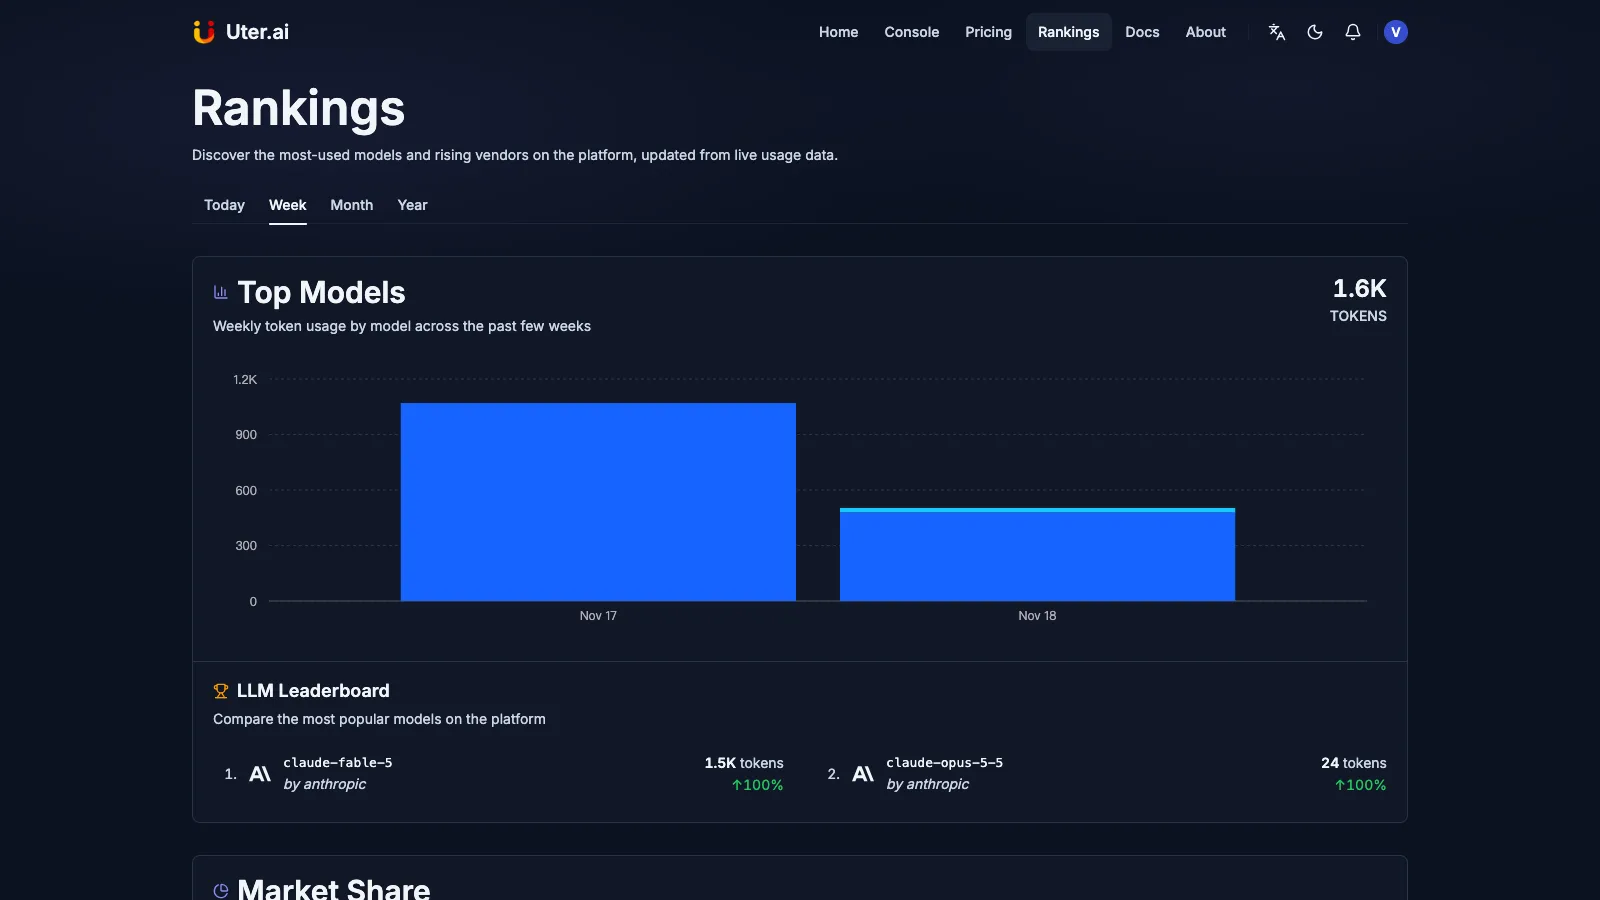 Uter.ai
Home Console Pricing Rankings Docs About V
Rankings
Discover the most-used models and rising vendors on the platform, updated from live usage data.
Today Week Month Year
Top Models
1.6K
TOKENS
Weekly token usage by model across the past few weeks
1.2K
900
600
300
0
Nov 17 Nov 18
LLM Leaderboard
Compare the most popular models on the platform
1. claude-fable-5 1.5K tokens
by anthropic ↑100%
2. claude-opus-5-5 24 tokens
by anthropic ↑100%
Market Share